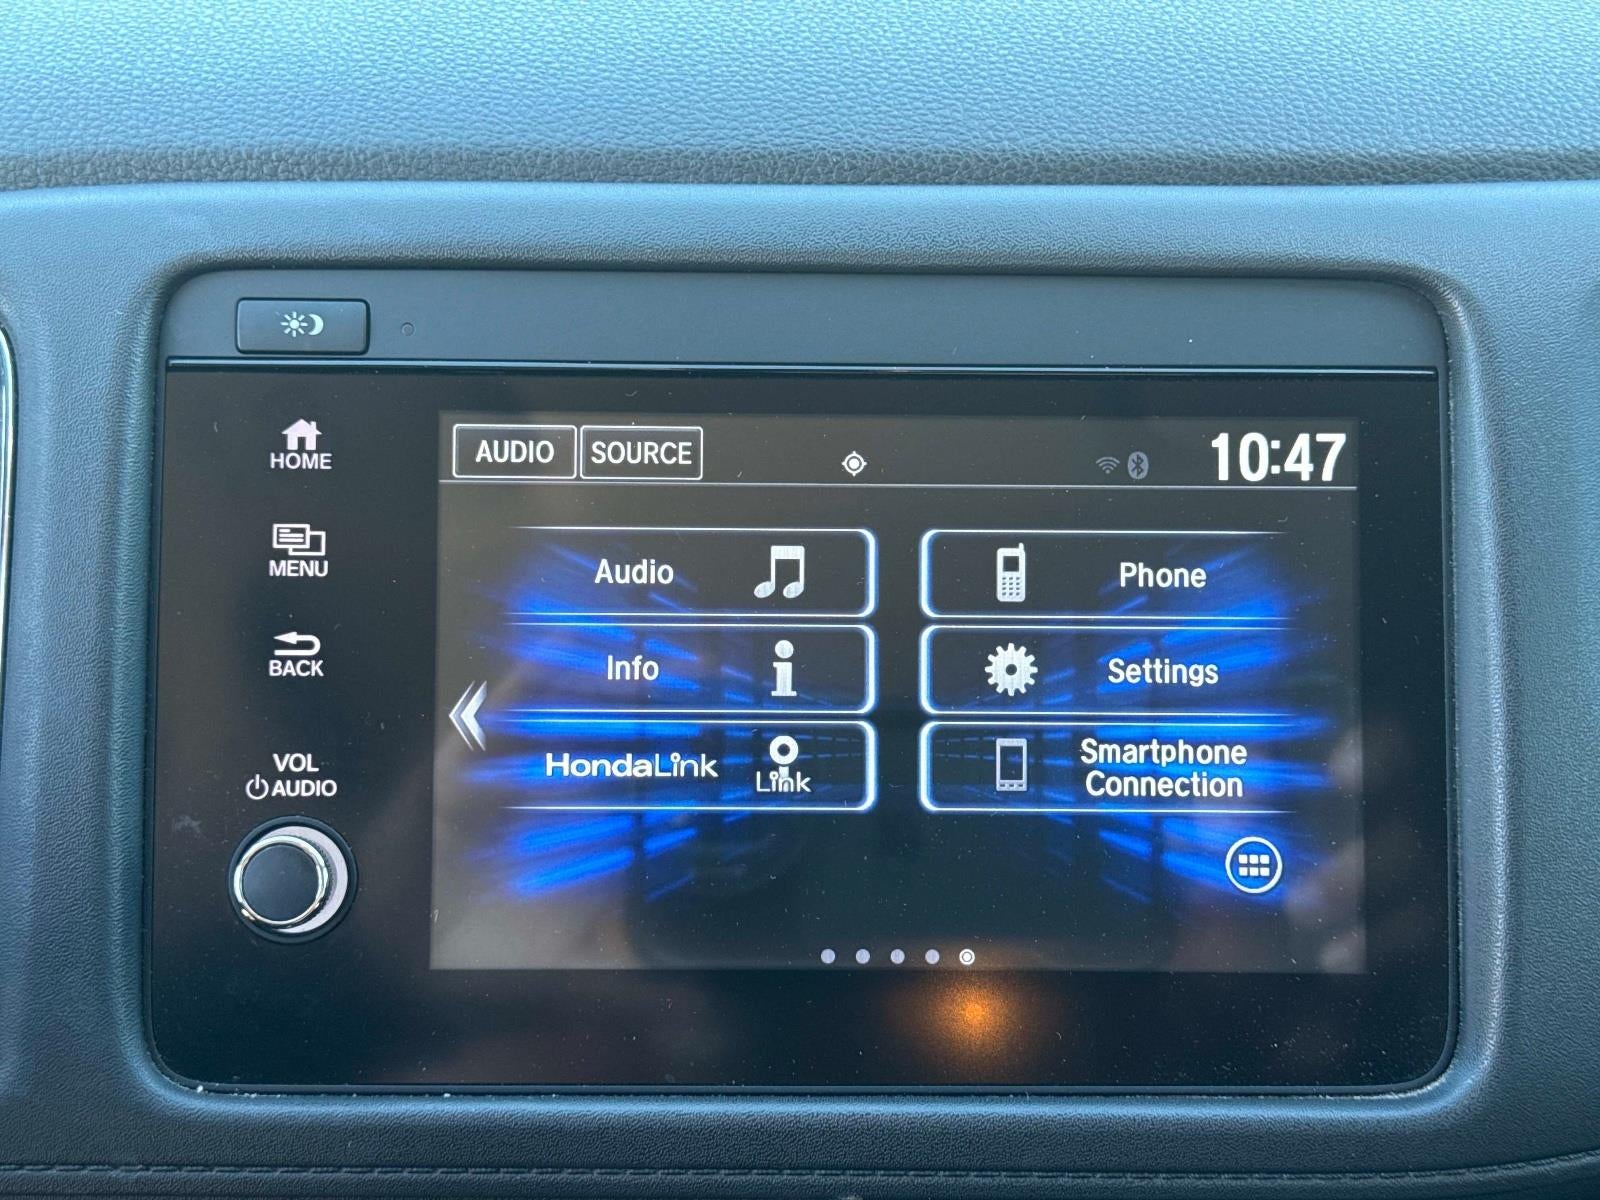 HOME
MENU
BACK
VOL
AUDIO
AUDIO SOURCE 10:47
Audio
Phone
Info
Settings
HondaLink
Link
Smartphone
Connection